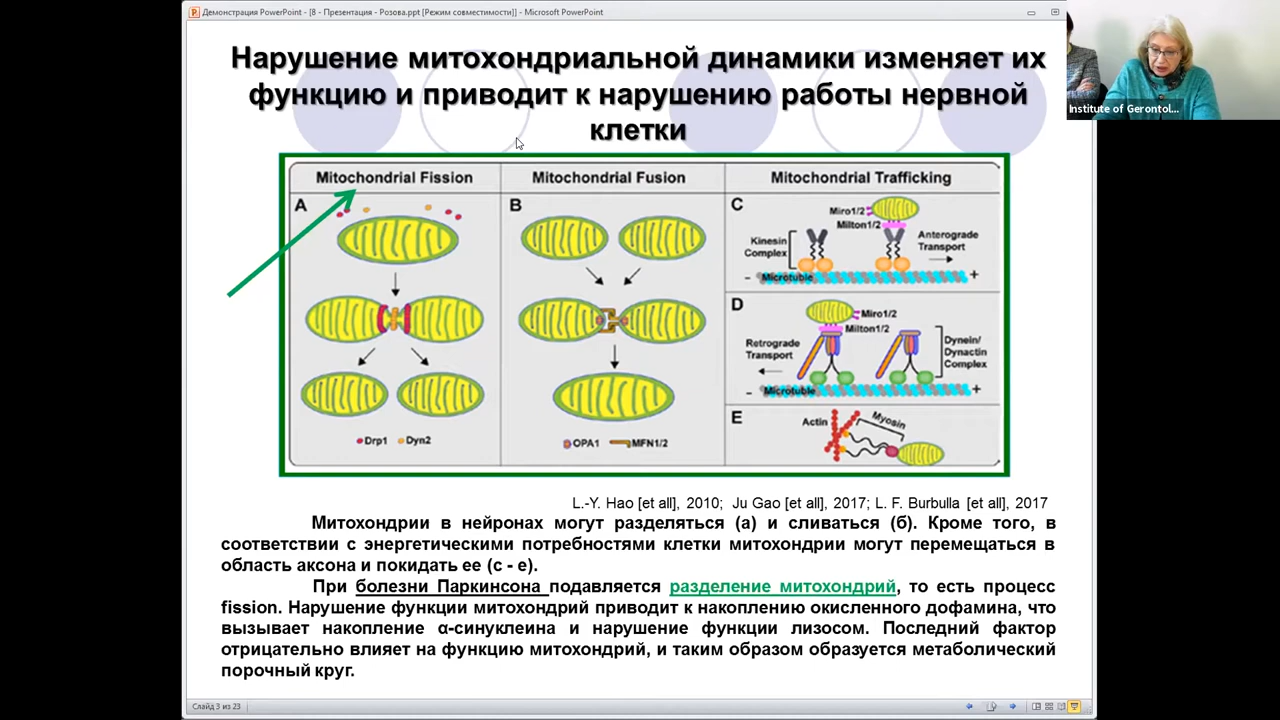 Демонстрация PowerPoint - [8 - Презентация - Розова.ppt [Режим совместимости]] - Microsoft PowerPoint
Institute of Gerontol...
Нарушение митохондриальной динамики изменяет их
функцию и приводит к нарушению работы нервной
клетки
Mitochondrial Fission
Mitochondrial Fusion
Mitochondrial Trafficking
A
Drp1
Dyn2
B
OPA1
MFN1/2
C
Miro1/2
Milton1/2
Kinesin
Complex
Anterograde
Transport
Microtuble
- +
D
Miro1/2
Milton1/2
Retrograde
Transport
Dynein/
Dynactin
Complex
Microtuble
- +
E
Actin
Myosin
L.-Y. Hao [et all], 2010; Ju Gao [et all], 2017; L. F. Burbulla [et all], 2017
Митохондрии в нейронах могут разделяться (а) и сливаться (б). Кроме того, в
соответствии с энергетическими потребностями клетки митохондрии могут перемещаться в
область аксона и покидать ее (с - е).
При болезни Паркинсона подавляется разделение митохондрий, то есть процесс
fission. Нарушение функции митохондрий приводит к накоплению окисленного дофамина, что
вызывает накопление α-синуклеина и нарушение функции лизосом. Последний фактор
отрицательно влияет на функцию митохондрий, и таким образом образуется метаболический
порочный круг.
Слайд 3 из 23